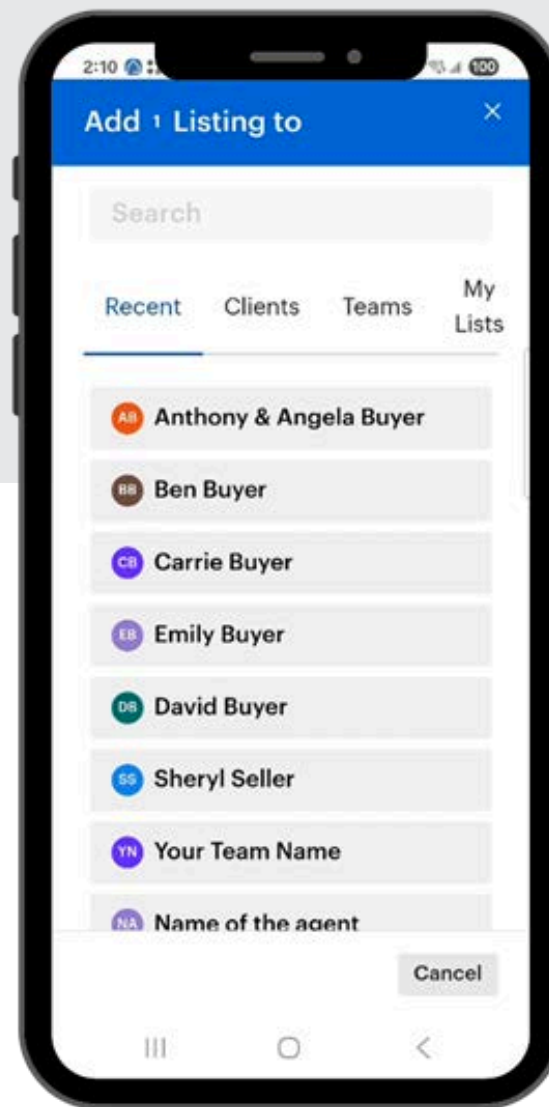 2:10
100
Add 1 Listing to
Search
Recent Clients Teams My Lists
AB Anthony & Angela Buyer
BB Ben Buyer
CB Carrie Buyer
EB Emily Buyer
DB David Buyer
SS Sheryl Seller
YN Your Team Name
NA Name of the agent
Cancel